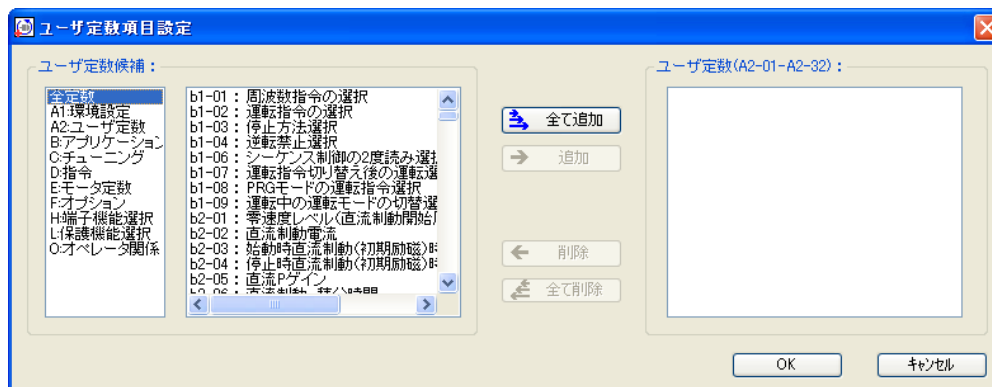 ユーザ定数項目設定
ユーザ定数候補：
全定数
A1:環境設定
A2:ユーザ定数
B:アプリケーション
C:チューニング
D:指令
E:モータ定数
F:オプション
H:端子機能選択
L:保護機能選択
O:オペレータ関係
b1-01 : 周波数指令の選択
b1-02 : 運転指令の選択
b1-03 : 停止方法選択
b1-04 : 逆転禁止選択
b1-06 : シーケンス制御の2度読み選択
b1-07 : 運転指令切り替え後の運転選
b1-08 : PRGモードの運転指令選択
b1-09 : 運転中の運転モードの切替選
b2-01 : 零速度レベル(直流制動開始
b2-02 : 直流制動電流
b2-03 : 始動時直流制動(初期励磁)時
b2-04 : 停止時直流制動(初期励磁)時
b2-05 : 直流Pゲイン
全て追加
追加
削除
全て削除
ユーザ定数(A2-01-A2-32)：
OK
キャンセル